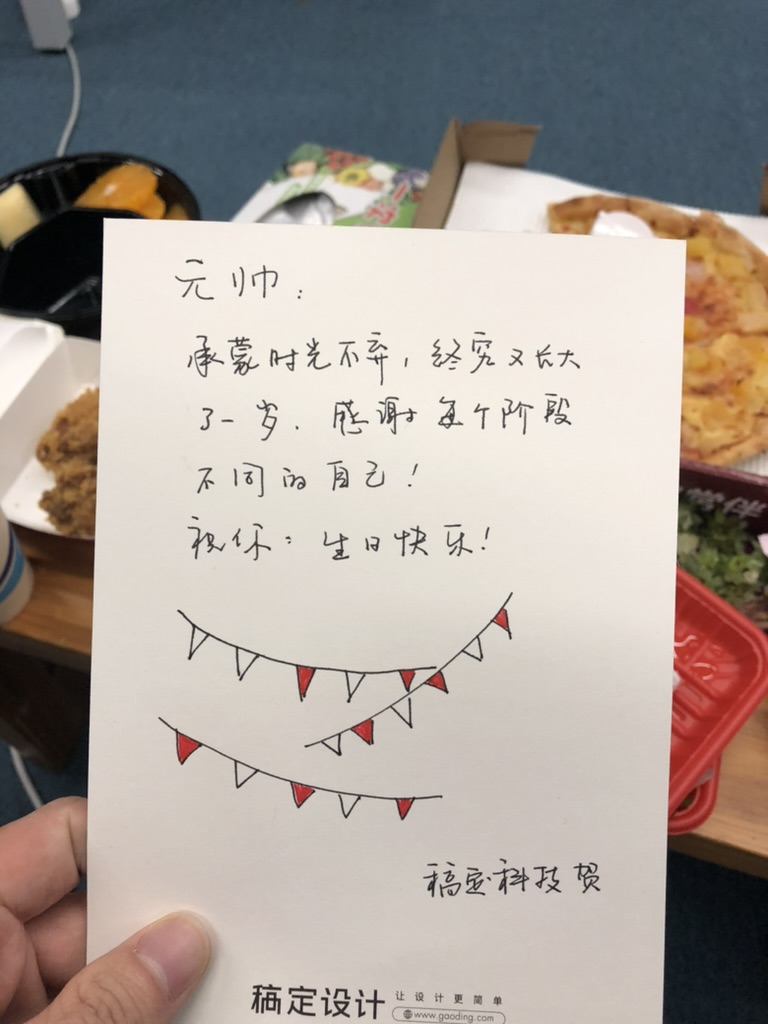 元帅：
承蒙时光不弃，终究又长大
了一岁．感谢每个阶段
不同的自己！
祝你：生日快乐！
稿定科技贺
稿定设计
让设计更简单
www.gaoding.com